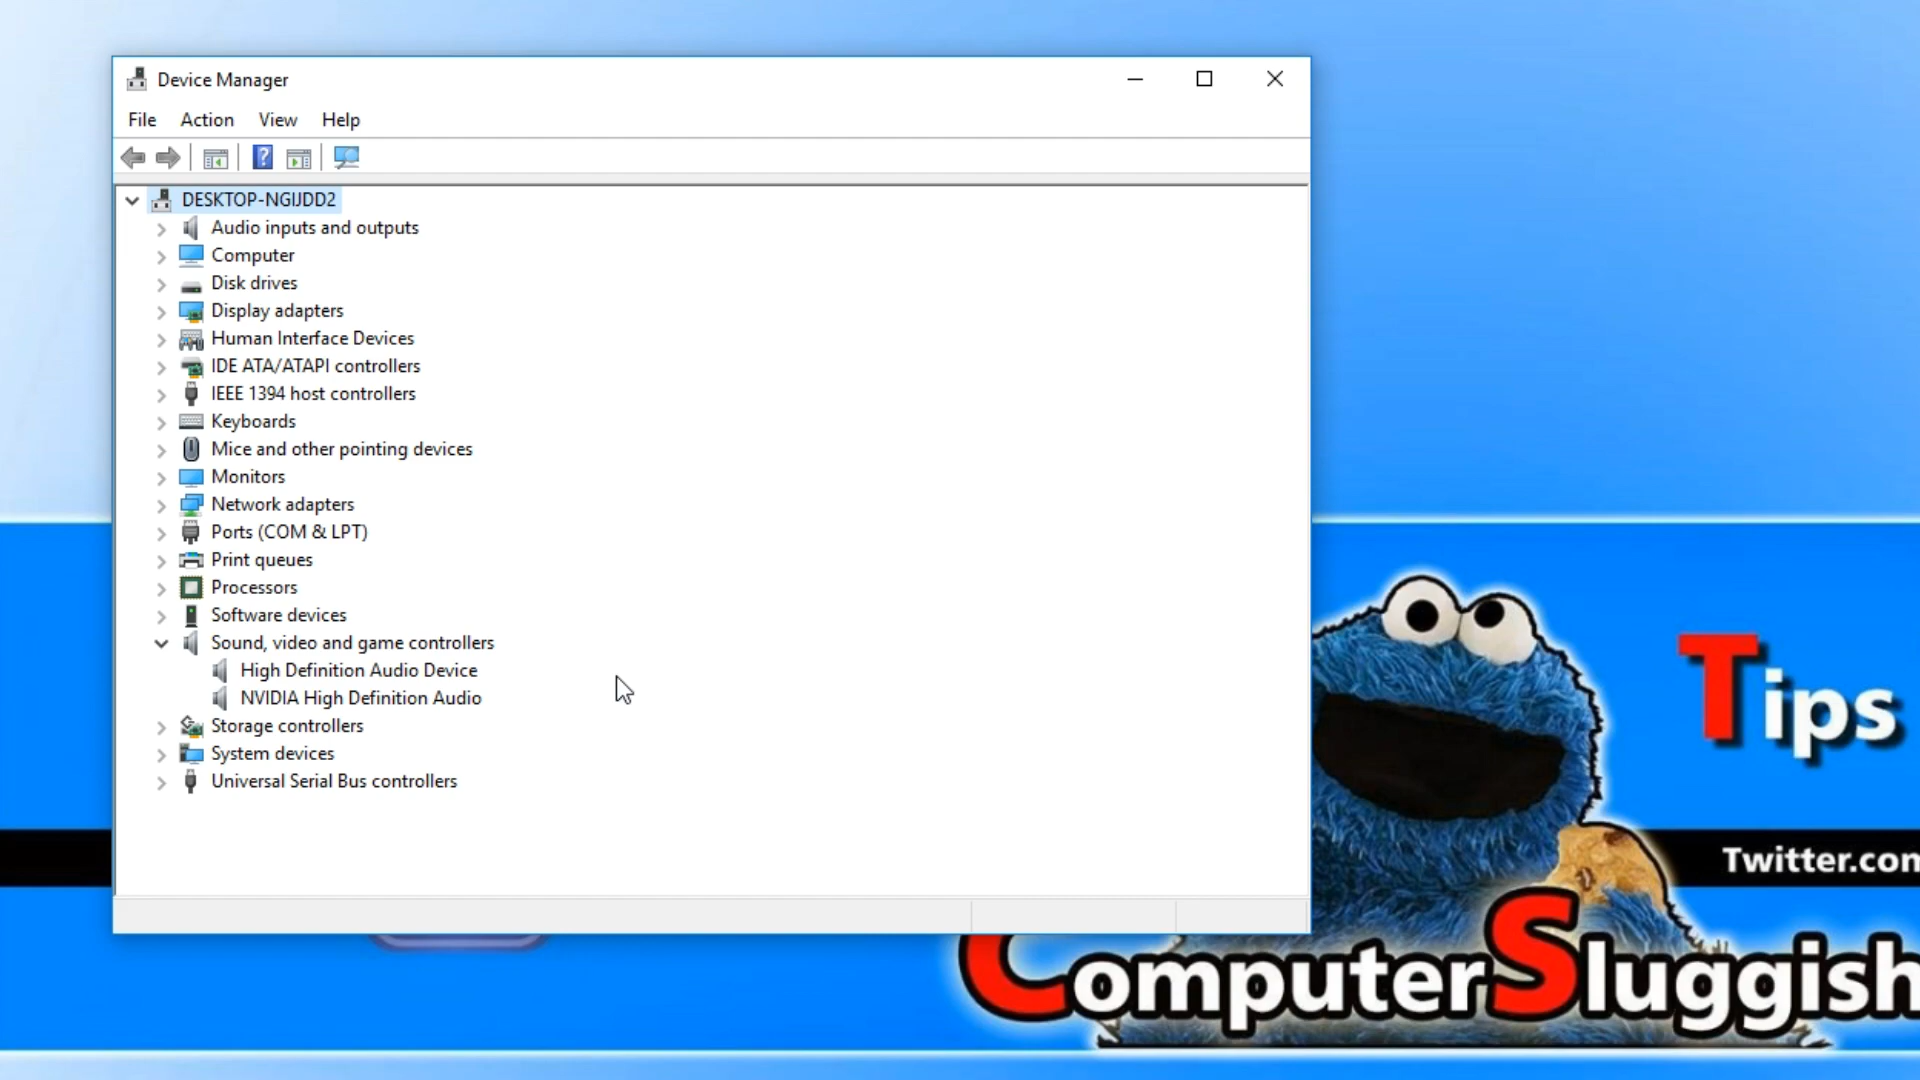 Device Manager
File Action View Help
DESKTOP-NGIJDD2
Audio inputs and outputs
Computer
Disk drives
Display adapters
Human Interface Devices
IDE ATA/ATAPI controllers
IEEE 1394 host controllers
Keyboards
Mice and other pointing devices
Monitors
Network adapters
Ports (COM & LPT)
Print queues
Processors
Software devices
Sound, video and game controllers
High Definition Audio Device
NVIDIA High Definition Audio
Storage controllers
System devices
Universal Serial Bus controllers
Tips
Twitter.com
ComputerSluggish